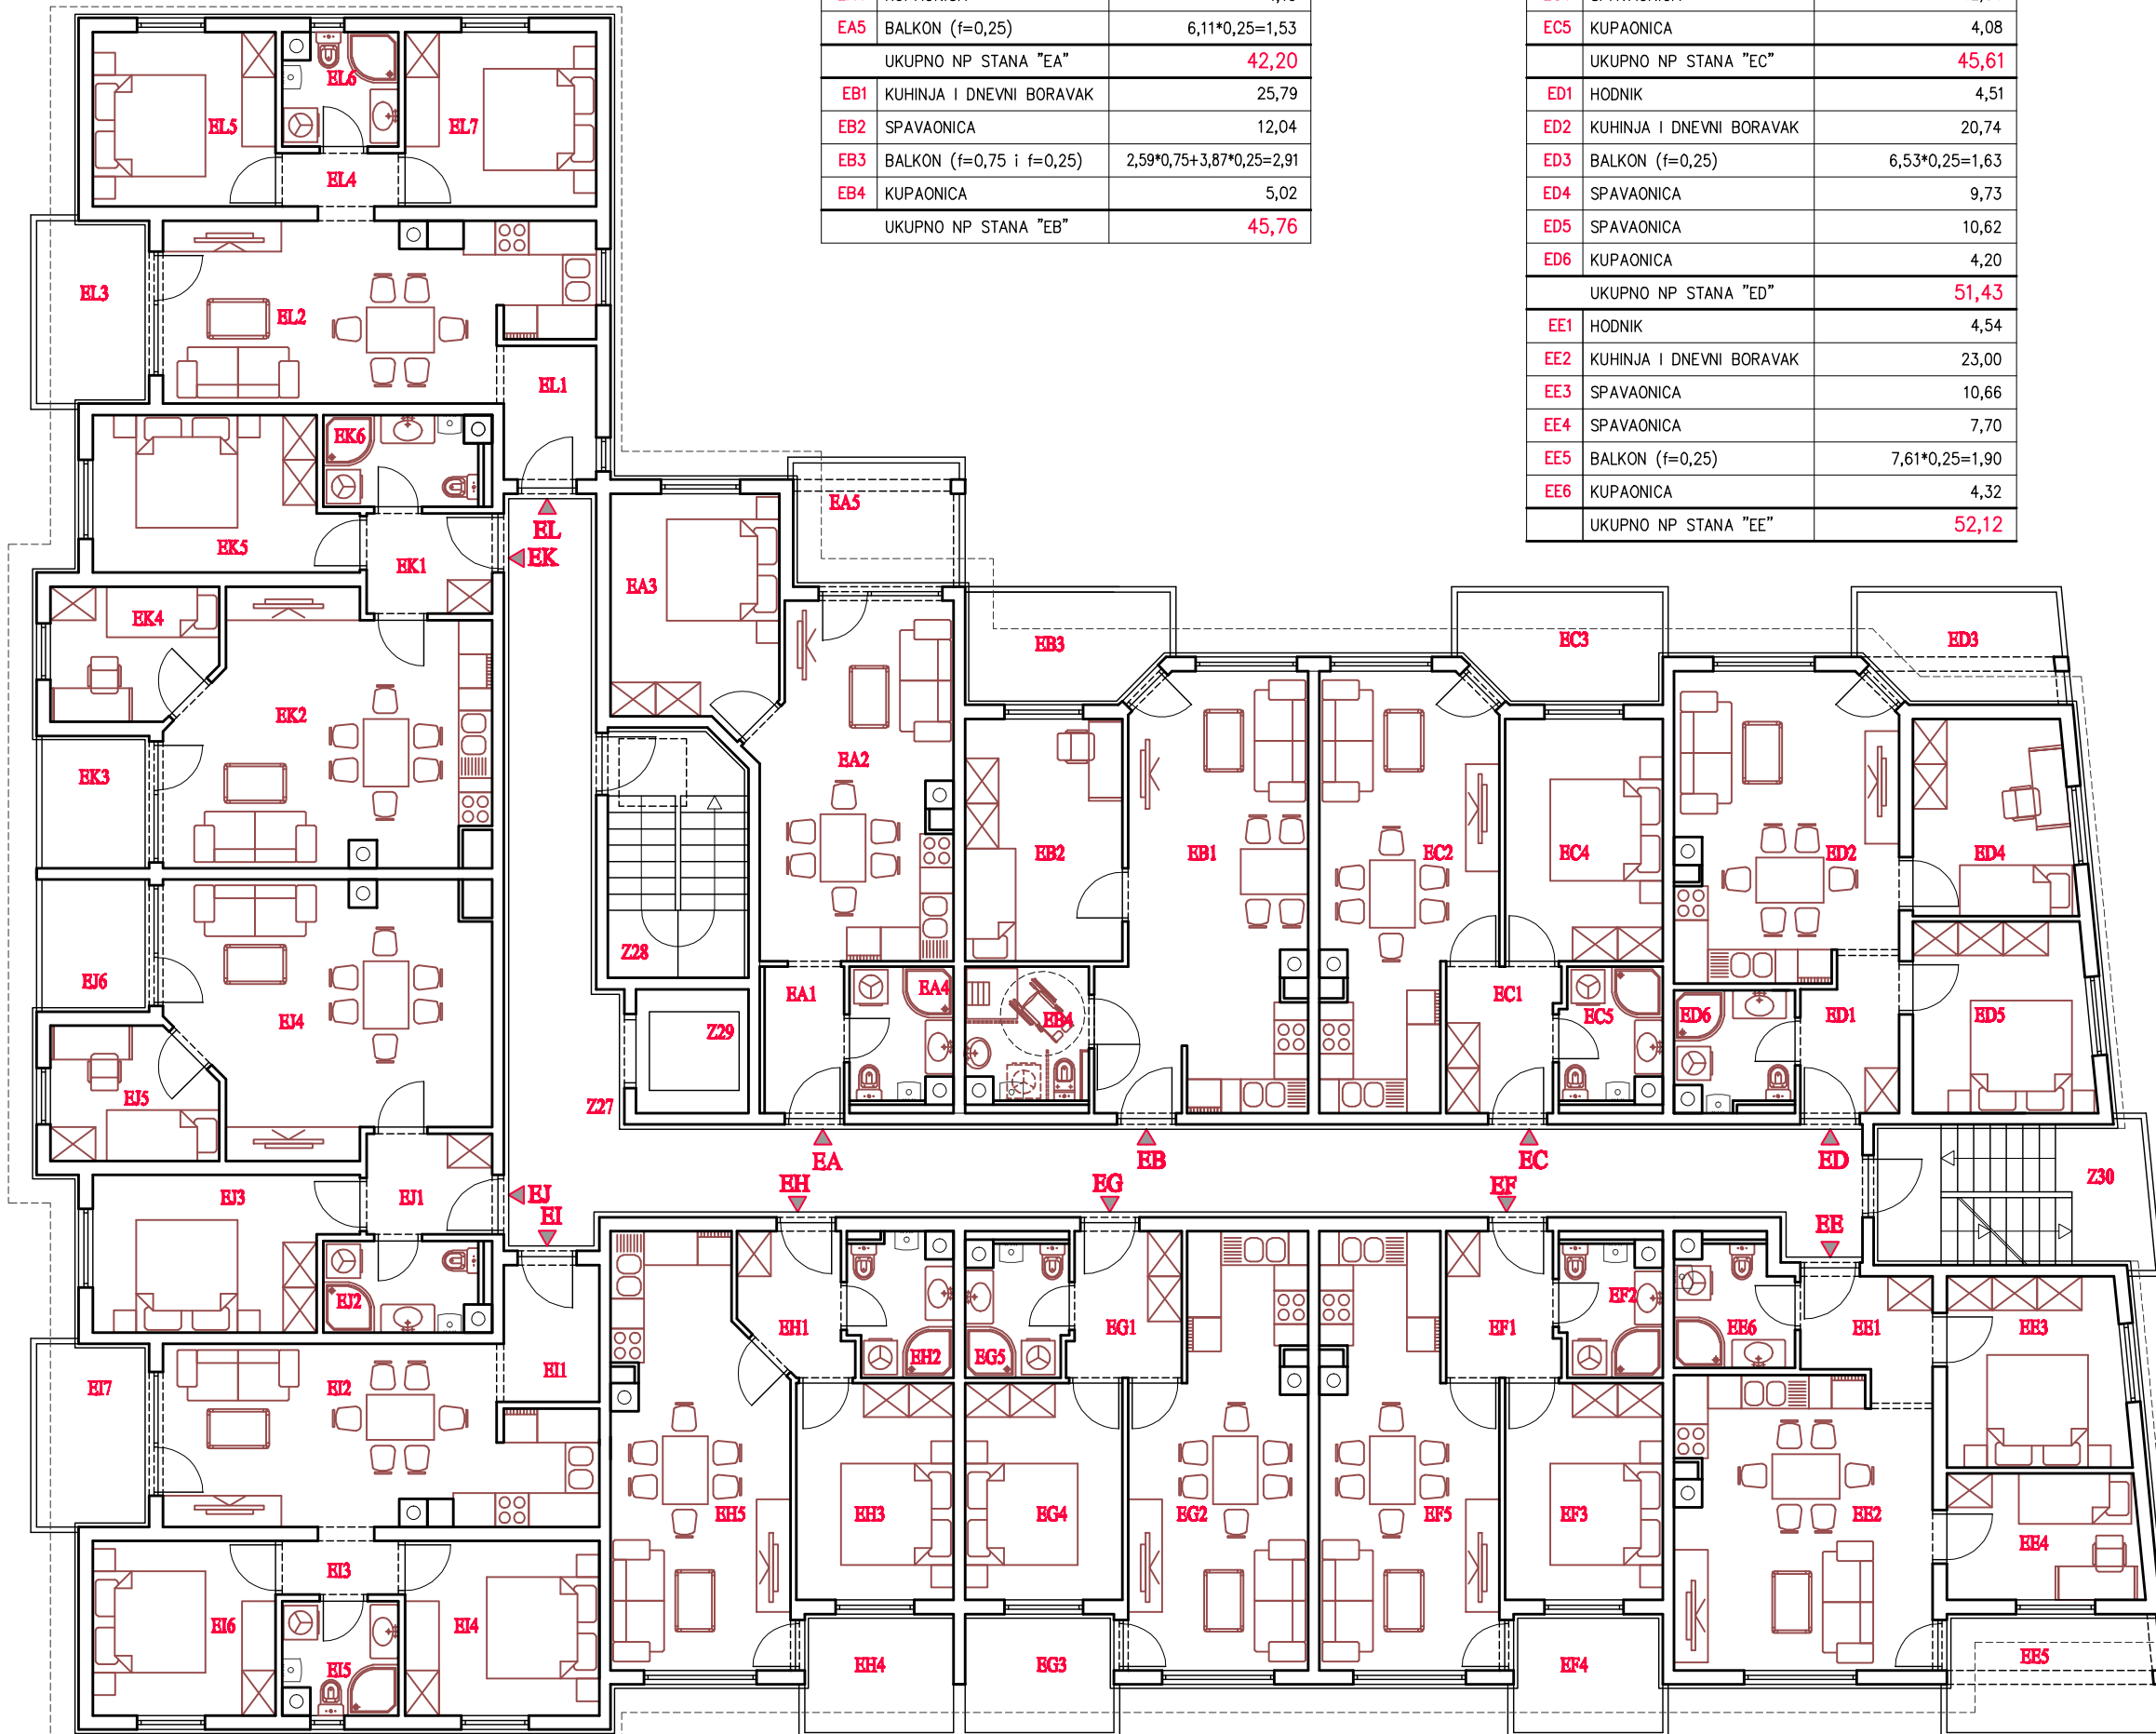 EA5 BALKON (f=0,25) 6,11*0,25=1,53
UKUPNO NP STANA "EA" 42,20
EB1 KUHINJA I DNEVNI BORAVAK 25,79
EB2 SPAVAONICA 12,04
EB3 BALKON (f=0,75 i f=0,25) 2,59*0,75+3,87*0,25=2,91
EB4 KUPAONICA 5,02
UKUPNO NP STANA "EB" 45,76
EC5 KUPAONICA 4,08
UKUPNO NP STANA "EC" 45,61
ED1 HODNIK 4,51
ED2 KUHINJA I DNEVNI BORAVAK 20,74
ED3 BALKON (f=0,25) 6,53*0,25=1,63
ED4 SPAVAONICA 9,73
ED5 SPAVAONICA 10,62
ED6 KUPAONICA 4,20
UKUPNO NP STANA "ED" 51,43
EE1 HODNIK 4,54
EE2 KUHINJA I DNEVNI BORAVAK 23,00
EE3 SPAVAONICA 10,66
EE4 SPAVAONICA 7,70
EE5 BALKON (f=0,25) 7,61*0,25=1,90
EE6 KUPAONICA 4,32
UKUPNO NP STANA "EE" 52,12
EL6
EL5
EL7
EL4
EL3
EL2
EL1
EK6
EK5
EL
EK
EK1
EA5
EA3
EK4
EB3
EC3
ED3
EK2
EK3
EA2
EB2
EB1
EC2
EC4
ED2
ED4
Z28
EJ6
EJ4
EA1
EA4
EB4
EC1
EC5
ED6
ED1
ED5
Z29
EJ5
Z27
EA
EB
EC
ED
EJ3
EJ1
EJ
EI
EH
EG
EF
EE
Z30
EJ2
EH1
EH2
EG5
EG1
EF1
EF2
EE6
EE1
EE3
EI7
EI2
EI1
EH5
EH3
EG4
EG2
EF5
EF3
EE2
EE4
EI3
EI6
EI4
EI5
EH4
EG3
EF4
EE5